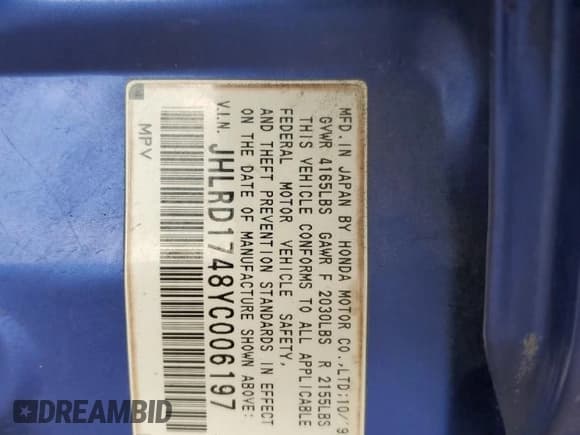 MFD. IN JAPAN BY HONDA MOTOR CO.,LTD:10/'9
GVWR 4165LBS GAWR F 2030LBS R 2155LBS
THIS VEHICLE CONFORMS TO ALL APPLICABLE
FEDERAL MOTOR VEHICLE SAFETY,
AND THEFT PREVENTION STANDARDS IN EFFECT
ON THE DATE OF MANUFACTURE SHOWN ABOVE:
V.I.N. JHLRD1748YC006197
MPV
DREAMBID